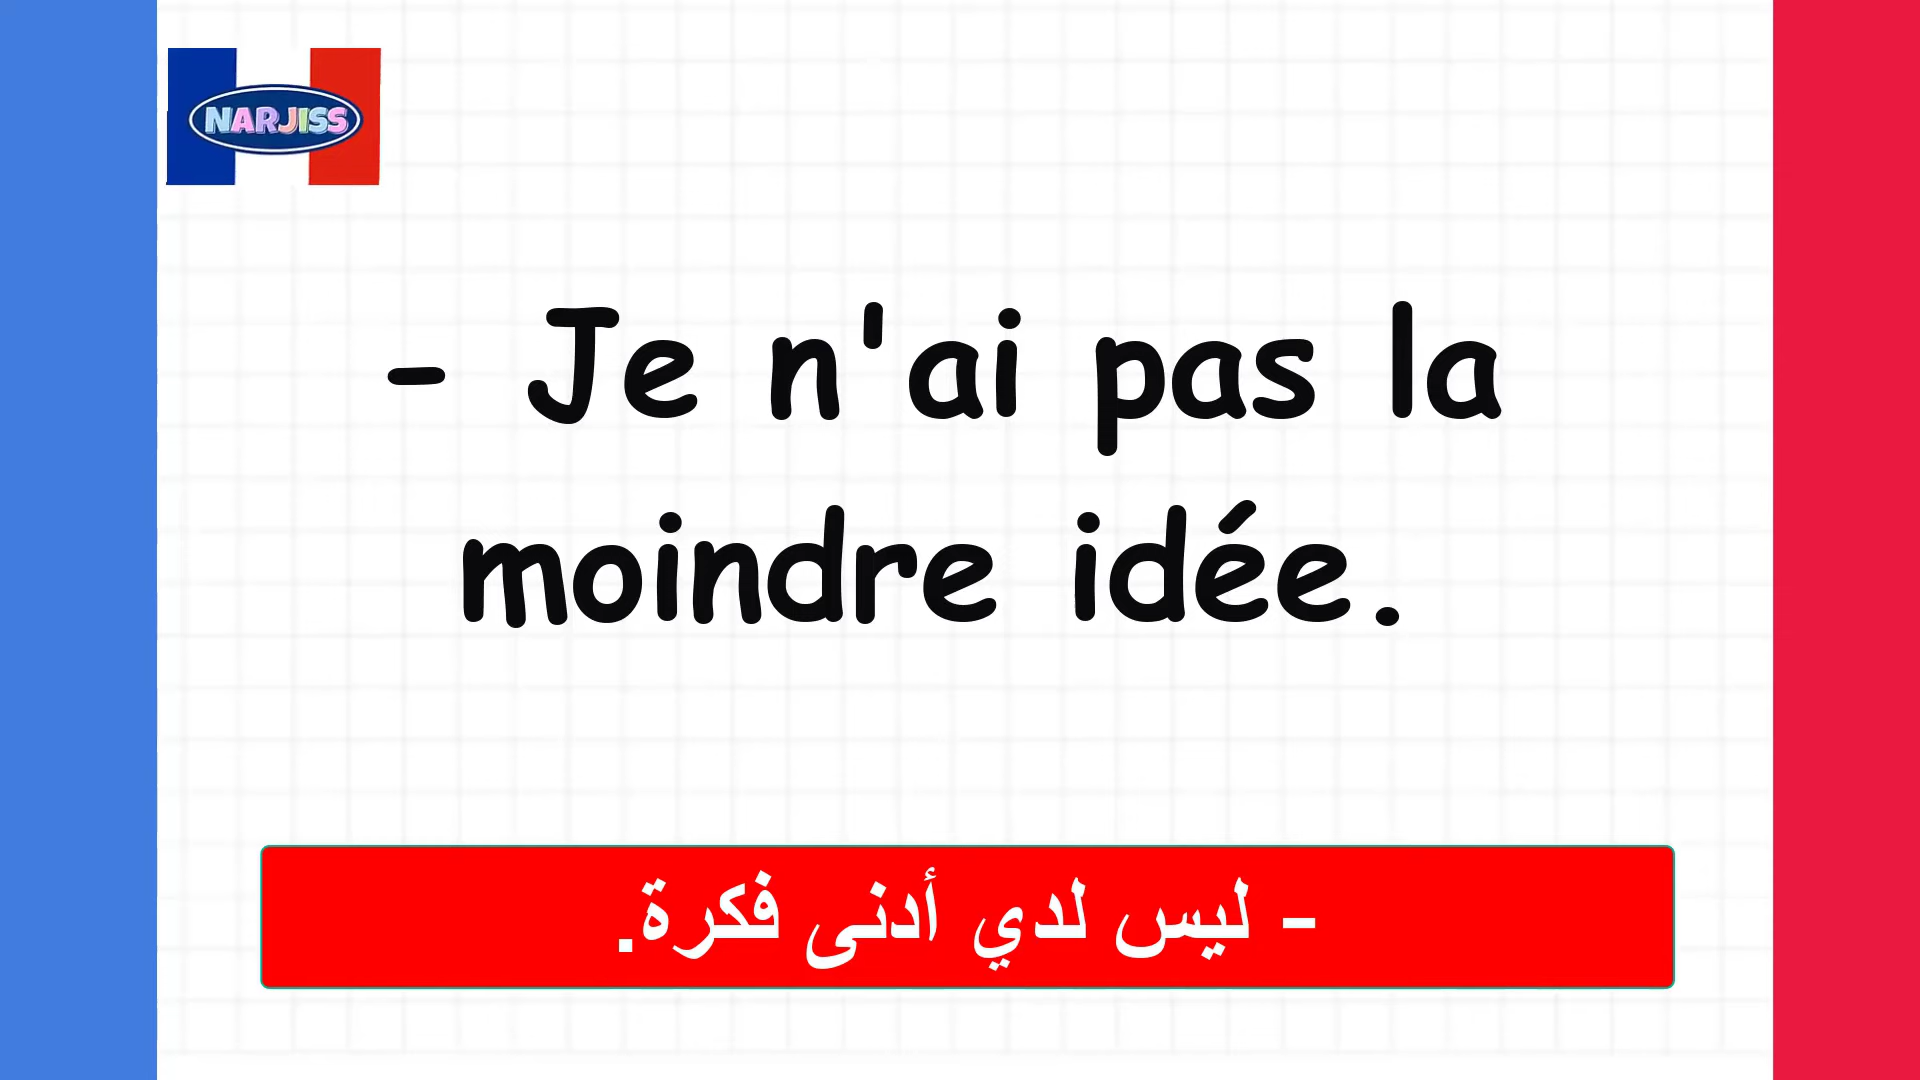 NARJISS
- Je n'ai pas la
moindre idée.
- ليس لدي أدنى فكرة.